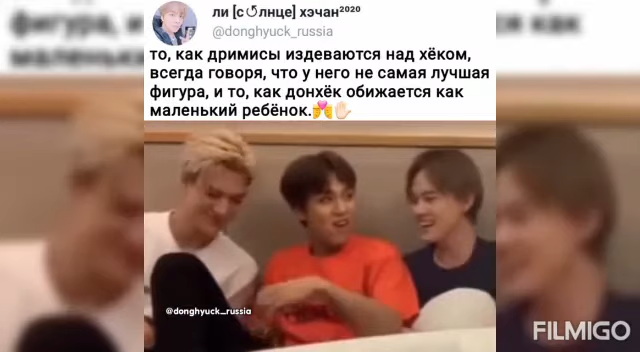 ли [с↺лнце] хэчан²⁰²⁰
@donghyuck_russia
то, как дримисы издеваются над хёком,
всегда говоря, что у него не самая лучшая
фигура, и то, как донхёк обижается как
маленький ребёнок.💏✋🏻
@donghyuck_russia
FILMIGO